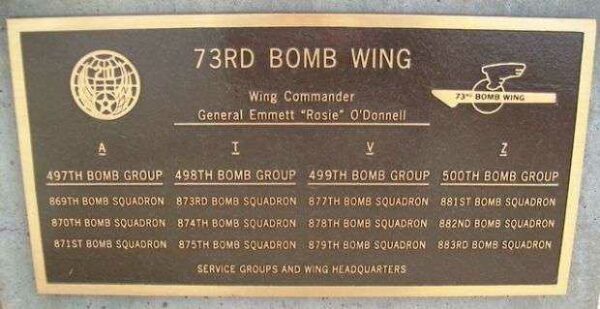 73RD BOMB WING
Wing Commander
General Emmett "Rosie" O'Donnell
73RD BOMB WING
A T V Z
497TH BOMB GROUP 498TH BOMB GROUP 499TH BOMB GROUP 500TH BOMB GROUP
869TH BOMB SQUADRON 873RD BOMB SQUADRON 877TH BOMB SQUADRON 881ST BOMB SQUADRON
870TH BOMB SQUADRON 874TH BOMB SQUADRON 878TH BOMB SQUADRON 882ND BOMB SQUADRON
871ST BOMB SQUADRON 875TH BOMB SQUADRON 879TH BOMB SQUADRON 883RD BOMB SQUADRON
SERVICE GROUPS AND WING HEADQUARTERS